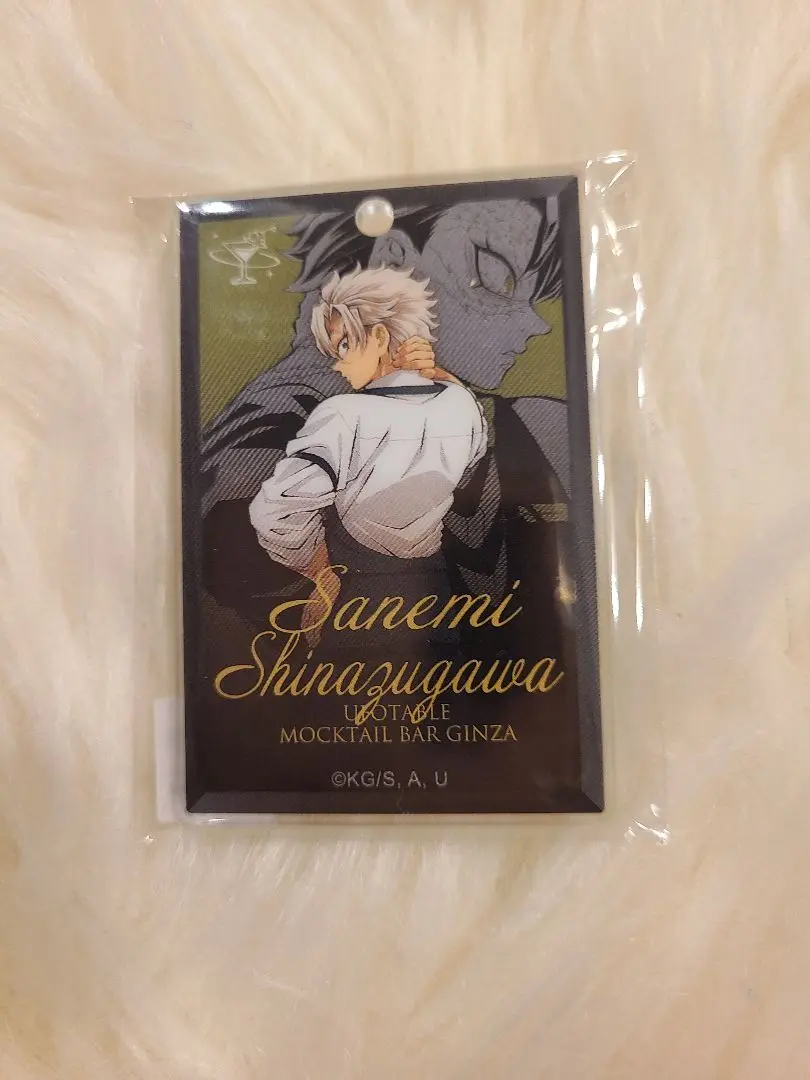 Sanemi
Shinazugawa
UFOTABLE
MOCKTAIL BAR GINZA
©KG/S, A, U